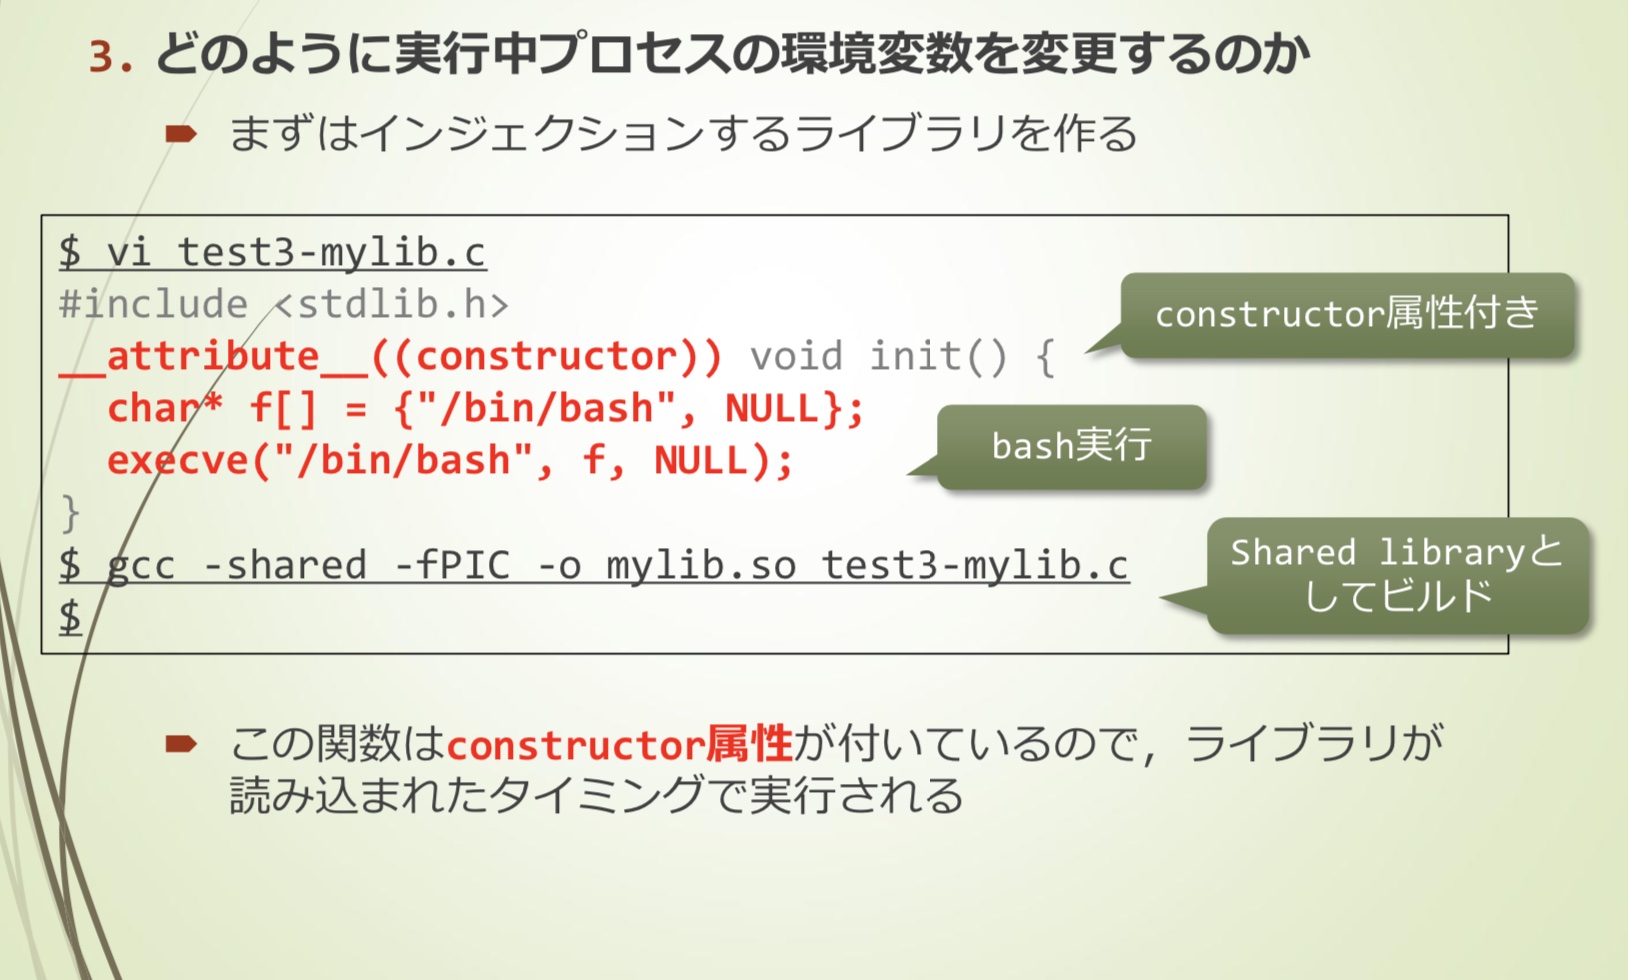 3. どのように実行中プロセスの環境変数を変更するのか
まずはインジェクションするライブラリを作る
$ vi test3-mylib.c
#include <stdlib.h>
__attribute__((constructor)) void init() {
constructor属性付き
char* f[] = {"/bin/bash", NULL};
execve("/bin/bash", f, NULL);
bash実行
}
$ gcc -shared -fPIC -o mylib.so test3-mylib.c
Shared libraryと
してビルド
$
この関数はconstructor属性が付いているので，ライブラリが
読み込まれたタイミングで実行される